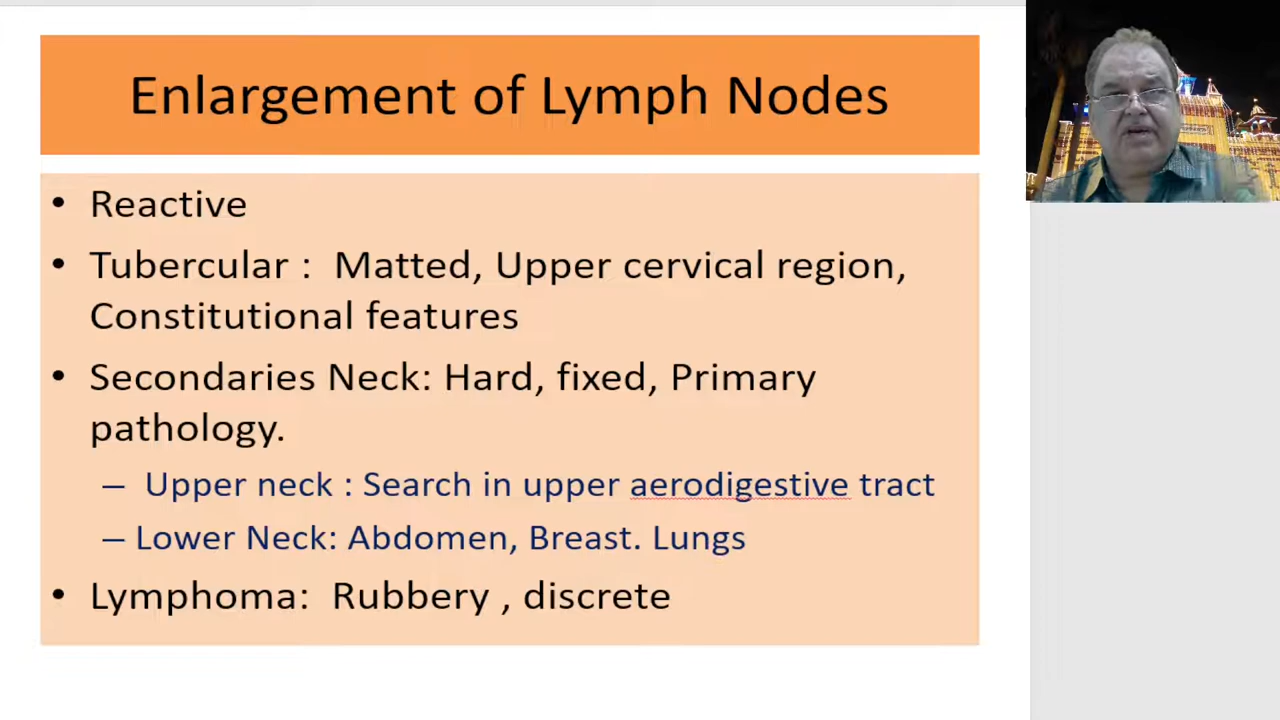 Enlargement of Lymph Nodes
• Reactive
• Tubercular : Matted, Upper cervical region,
Constitutional features
• Secondaries Neck: Hard, fixed, Primary
pathology.
– Upper neck : Search in upper aerodigestive tract
– Lower Neck: Abdomen, Breast. Lungs
• Lymphoma: Rubbery , discrete